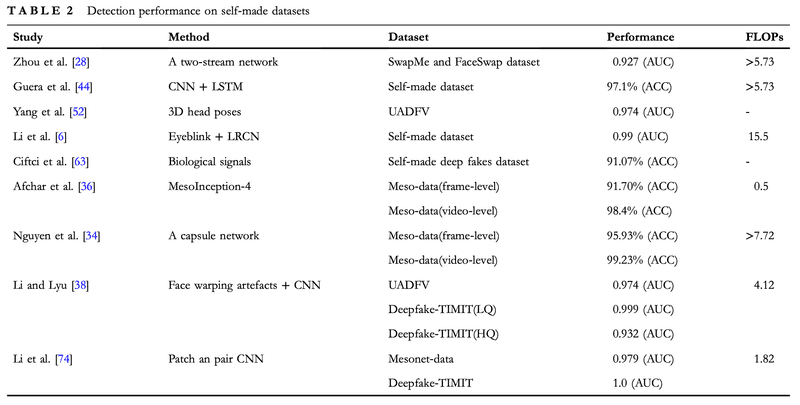 TABLE 2 Detection performance on self-made datasets
Study Method Dataset Performance FLOPs
Zhou et al. [28] A two-stream network SwapMe and FaceSwap dataset 0.927 (AUC) >5.73
Guera et al. [44] CNN + LSTM Self-made dataset 97.1% (ACC) >5.73
Yang et al. [52] 3D head poses UADFV 0.974 (AUC) -
Li et al. [6] Eyeblink + LRCN Self-made dataset 0.99 (AUC) 15.5
Ciftci et al. [63] Biological signals Self-made deep fakes dataset 91.07% (ACC) -
Afchar et al. [36] MesoInception-4 Meso-data(frame-level) 91.70% (ACC) 0.5
Meso-data(video-level) 98.4% (ACC)
Nguyen et al. [34] A capsule network Meso-data(frame-level) 95.93% (ACC) >7.72
Meso-data(video-level) 99.23% (ACC)
Li and Lyu [38] Face warping artefacts + CNN UADFV 0.974 (AUC) 4.12
Deepfake-TIMIT(LQ) 0.999 (AUC)
Deepfake-TIMIT(HQ) 0.932 (AUC)
Li et al. [74] Patch an pair CNN Mesonet-data 0.979 (AUC) 1.82
Deepfake-TIMIT 1.0 (AUC)